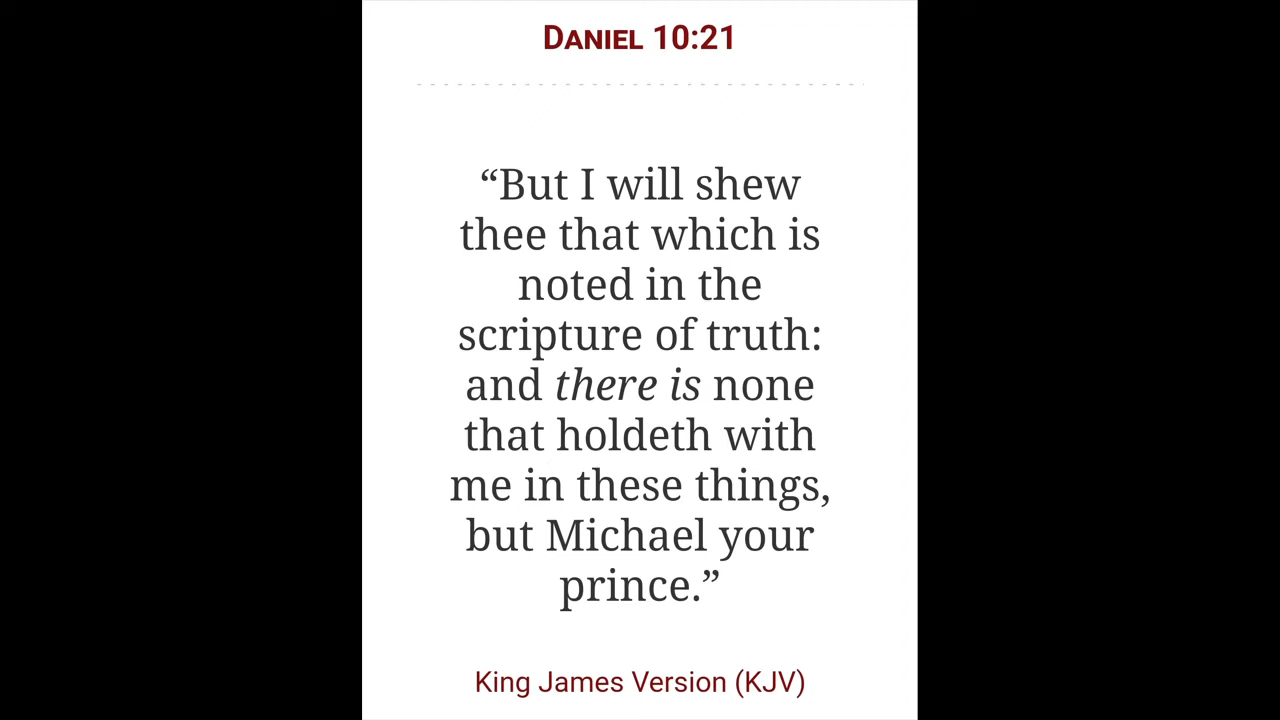 DANIEL 10:21
“But I will shew
thee that which is
noted in the
scripture of truth:
and there is none
that holdeth with
me in these things,
but Michael your
prince.”
King James Version (KJV)